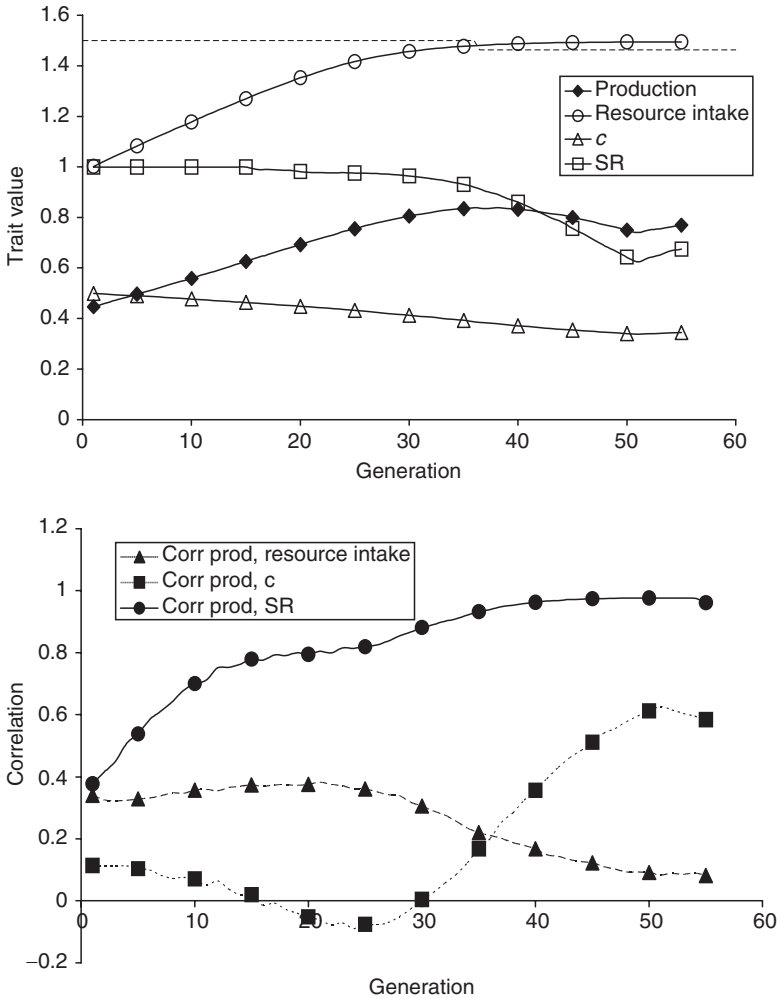 1.6
1.4
1.2
1
0.8
0.6
0.4
0.2
0
Trait value
Production
Resource intake
c
SR
0 10 20 30 40 50 60
Generation
1.2
1
0.8
0.6
0.4
0.2
0
−0.2
Correlation
Corr prod, resource intake
Corr prod, c
Corr prod, SR
0 10 20 30 40 50 60
Generation